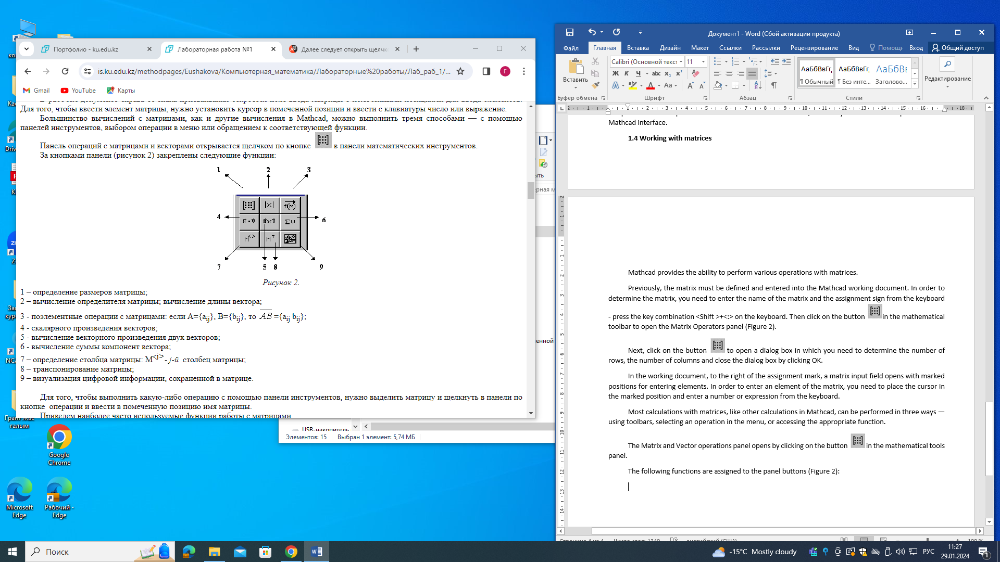 Портфолио - ku.edu.kz
Лабораторная работа №1
Далее следует открыть щелчк
is.ku.edu.kz/methodpages/Eushakova/Компьютерная_математика/Лабораторные%20работы/Лаб_раб_1/...
Г
Gmail
YouTube
Карты
Для того, чтобы ввести элемент матрицы, нужно установить курсор в помеченной позиции и ввести с клавиатуры число или выражение.
Большинство вычислений с матрицами, как и другие вычисления в Mathcad, можно выполнить тремя способами — с помощью
панелей инструментов, выбором операции в меню или обращением к соответствующей функции.
Панель операций с матрицами и векторами открывается щелчком по кнопке в панели математических инструментов.
За кнопками панели (рисунок 2) закреплены следующие функции:
1 2 3
|x| f(M)
4 6
ΣU
M<> M^T
7 5 8 9
Рисунок 2.
1 – определение размеров матрицы;
2 – вычисление определителя матрицы; вычисление длины вектора;
3 - поэлементные операции с матрицами: если A={aij}, B={bij}, то AB ={aij bij};
4 - скалярного произведения векторов;
5 - вычисление векторного произведения двух векторов;
6 - вычисление суммы компонент вектора;
7 – определение столбца матрицы: M<j>- j-й столбец матрицы;
8 – транспонирование матрицы;
9 – визуализация цифровой информации, сохраненной в матрице.
Для того, чтобы выполнить какую-либо операцию с помощью панели инструментов, нужно выделить матрицу и щелкнуть в панели по
кнопке операции и ввести в помеченную позицию имя матрицы.
Приведем наиболее часто используемые функции работы с матрицами
USB-накопитель
Элементов: 15 Выбран 1 элемент: 5,74 МБ
Google
Chrome
Microsoft
Edge
Рабочий -
Edge
Документ1 - Word (Сбой активации продукта)
Файл Главная Вставка Дизайн Макет Ссылки Рассылки Рецензирование Вид Помощь Вход Общий доступ
Вставить
Calibri (Основной текст 11
Ж К Ч abc x₂ x²
АаБбВвГг, АаБбВвГг, АаБбВв
¶ Обычный ¶ Без инте... Заголово...
Редактирование
Буфер обмена Шрифт Абзац Стили
Mathcad interface.
1.4 Working with matrices
Mathcad provides the ability to perform various operations with matrices.
Previously, the matrix must be defined and entered into the Mathcad working document. In order to
determine the matrix, you need to enter the name of the matrix and the assignment sign from the keyboard
- press the key combination <Shift >+<:> on the keyboard. Then click on the button in the mathematical
toolbar to open the Matrix Operators panel (Figure 2).
Next, click on the button to open a dialog box in which you need to determine the number of
rows, the number of columns and close the dialog box by clicking OK.
In the working document, to the right of the assignment mark, a matrix input field opens with marked
positions for entering elements. In order to enter an element of the matrix, you need to place the cursor in
the marked position and enter a number or expression from the keyboard.
Most calculations with matrices, like other calculations in Mathcad, can be performed in three ways —
using toolbars, selecting an operation in the menu, or accessing the appropriate function.
The Matrix and Vector operations panel opens by clicking on the button in the mathematical tools
panel.
The following functions are assigned to the panel buttons (Figure 2):
Поиск
-15°C Mostly cloudy
РУС
11:27
29.01.2024
1